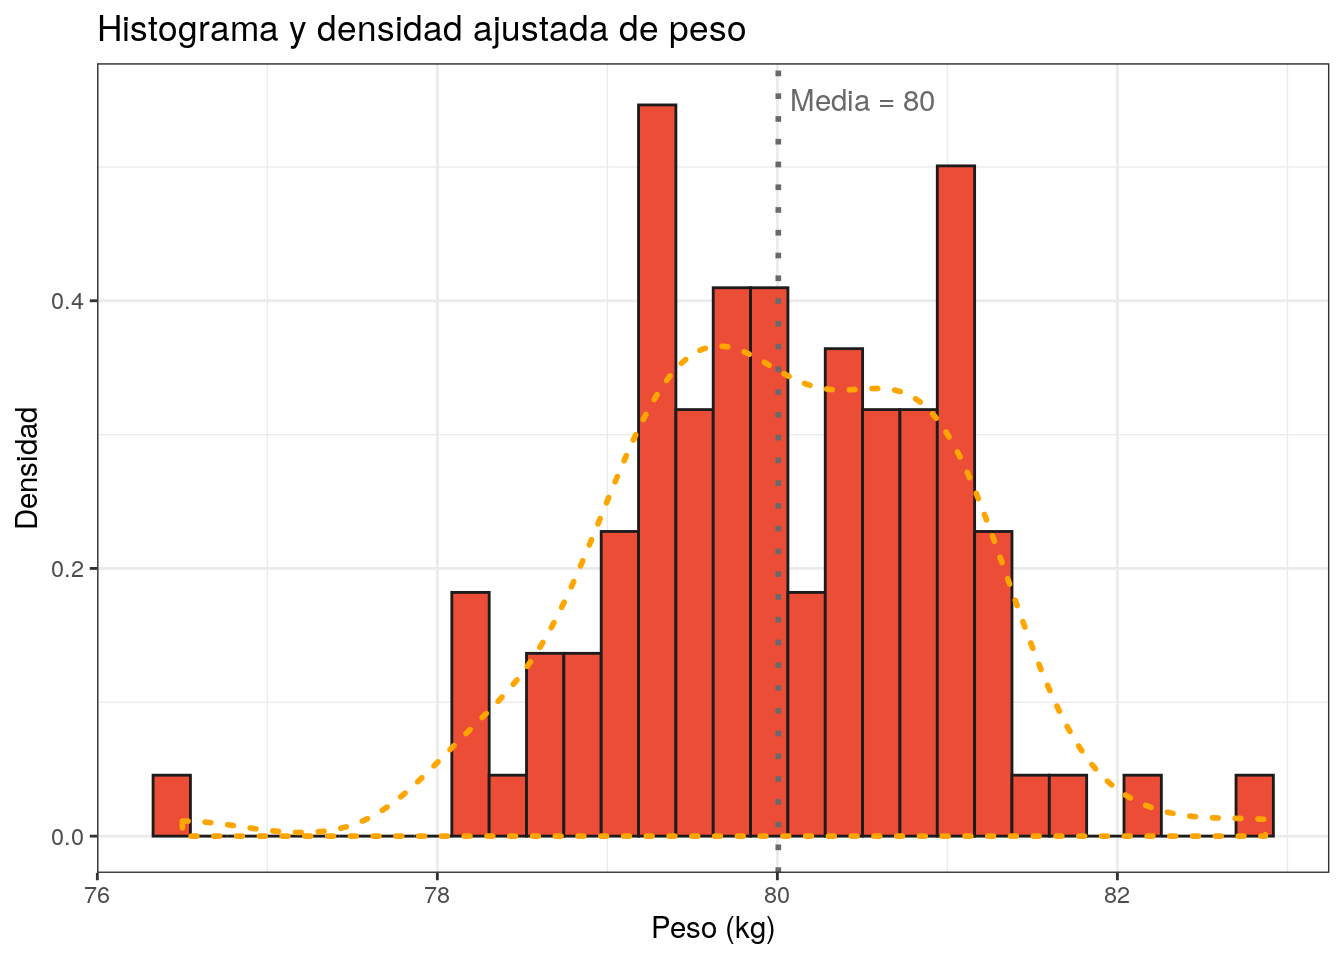 Histograma y densidad ajustada de peso
Media = 80
Densidad
0.4
0.2
0.0
76
78
80
82
Peso (kg)